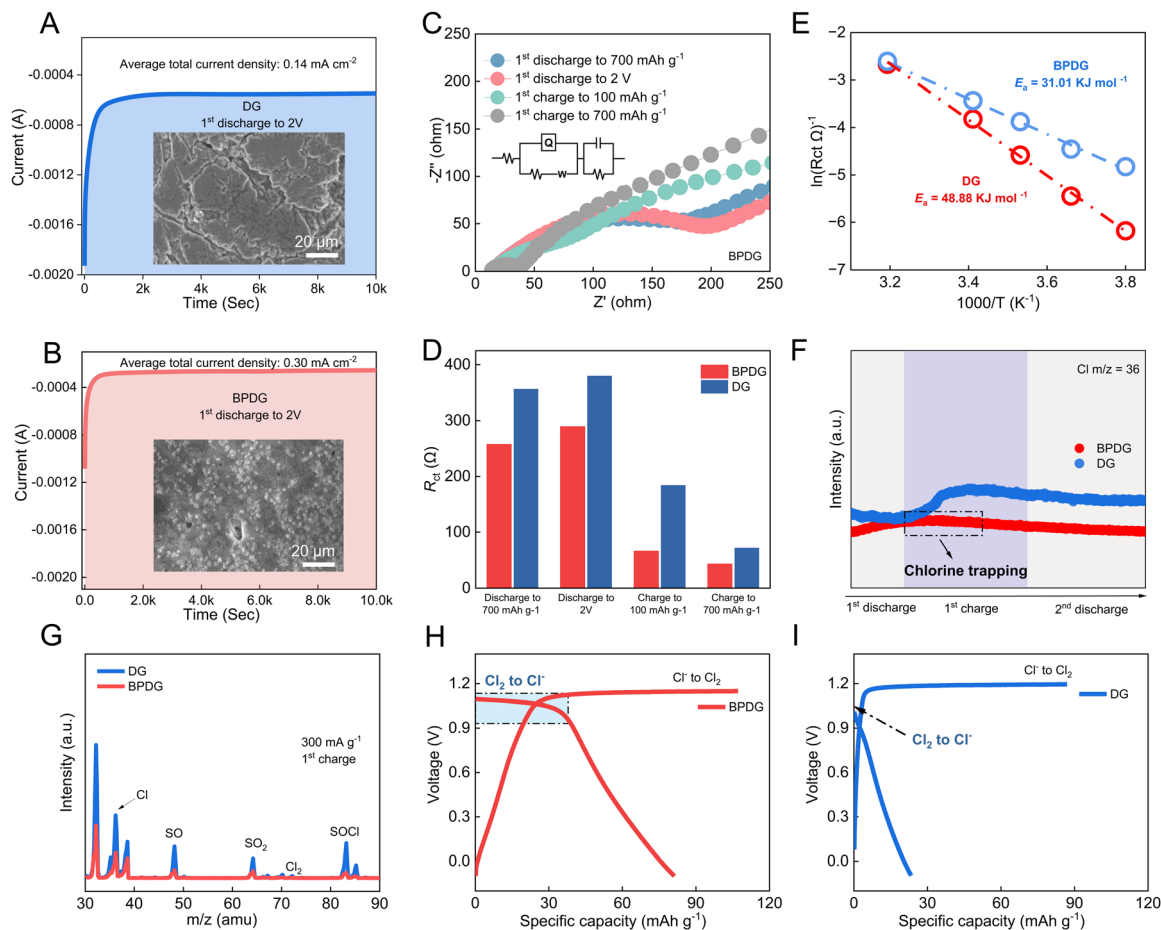 A
Average total current density: 0.14 mA cm-2
DG
1st discharge to 2V
20 µm
Current (A)
-0.0004
-0.0008
-0.0012
-0.0016
-0.0020
0
2k
4k
6k
8k
10k
Time (Sec)
B
Average total current density: 0.30 mA cm-2
BPDG
1st discharge to 2V
20 µm
Current (A)
-0.0004
-0.0008
-0.0012
-0.0016
-0.0020
0.0
2.0k
4.0k
6.0k
8.0k
10.0k
Time (Sec)
C
1st discharge to 700 mAh g-1
1st discharge to 2 V
1st charge to 100 mAh g-1
1st charge to 700 mAh g-1
Q
W
-Z'' (ohm)
-250
-200
150
-100
-50
0
0
50
100
150
200
250
BPDG
Z' (ohm)
D
BPDG
DG
Rct (Ω)
400
300
200
100
0
Discharge to 700 mAh g-1
Discharge to 2V
Charge to 100 mAh g-1
Charge to 700 mAh g-1
E
BPDG
Ea = 31.01 KJ mol -1
DG
Ea = 48.88 KJ mol -1
ln(Rct Ω)-1
−2
−3
−4
−5
−6
−7
3.2
3.4
3.6
3.8
1000/T (K-1)
F
Cl m/z = 36
BPDG
DG
Intensity (a.u.)
Chlorine trapping
1st discharge
1st charge
2nd discharge
G
DG
BPDG
300 mA g-1
1st charge
Cl
SO
SO2
Cl2
SOCl
Intensity (a.u.)
30
40
50
60
70
80
90
m/z (amu)
H
Cl2 to Cl-
Cl- to Cl2
BPDG
Voltage (V)
1.2
0.9
0.6
0.3
0.0
0
30
60
90
120
Specific capacity (mAh g-1)
I
Cl- to Cl2
DG
Cl2 to Cl-
Voltage (V)
1.2
0.9
0.6
0.3
0.0
0
30
60
90
120
Specific capacity (mAh g-1)